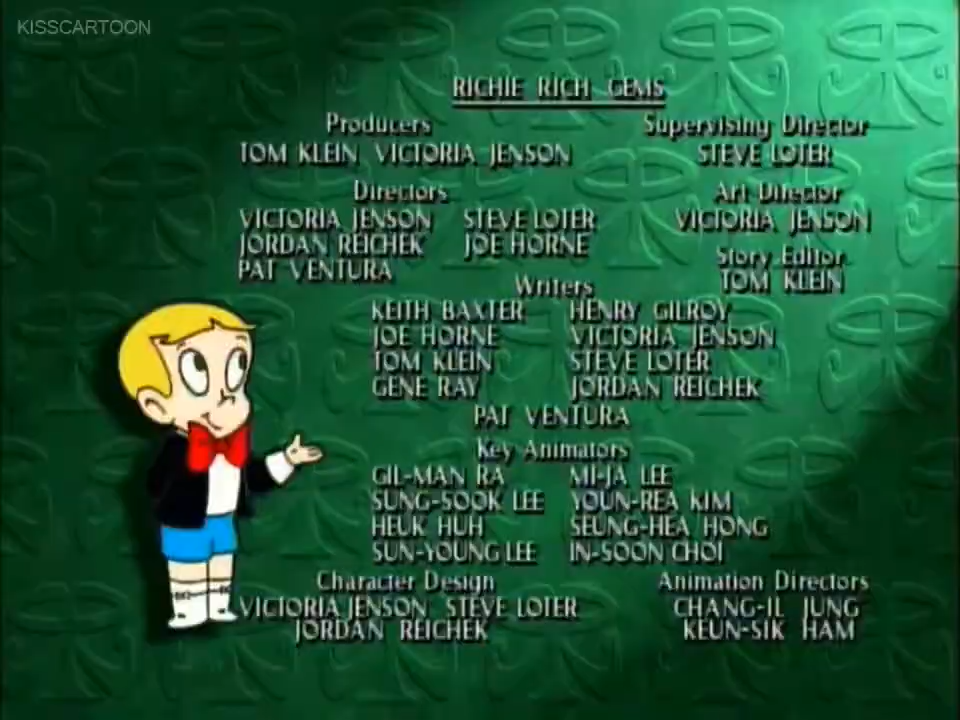 KISSCARTOON
RICHIE RICH GEMS
Producers
TOM KLEIN VICTORIA JENSON
Supervising Director
STEVE LOTER
Directors
VICTORIA JENSON STEVE LOTER
JORDAN REICHEK JOE HORNE
PAT VENTURA
Art Director
VICTORIA JENSON
Story Editor
TOM KLEIN
Writers
KEITH BAXTER HENRY GILROY
JOE HORNE VICTORIA JENSON
TOM KLEIN STEVE LOTER
GENE RAY JORDAN REICHEK
PAT VENTURA
Key Animators
GIL-MAN RA MI-JA LEE
SUNG-SOOK LEE YOUN-REA KIM
HEUK HUH SEUNG-HEA HONG
SUN-YOUNG LEE IN-SOON CHOI
Character Design
VICTORIA JENSON STEVE LOTER
JORDAN REICHEK
Animation Directors
CHANG-IL JUNG
KEUN-SIK HAM